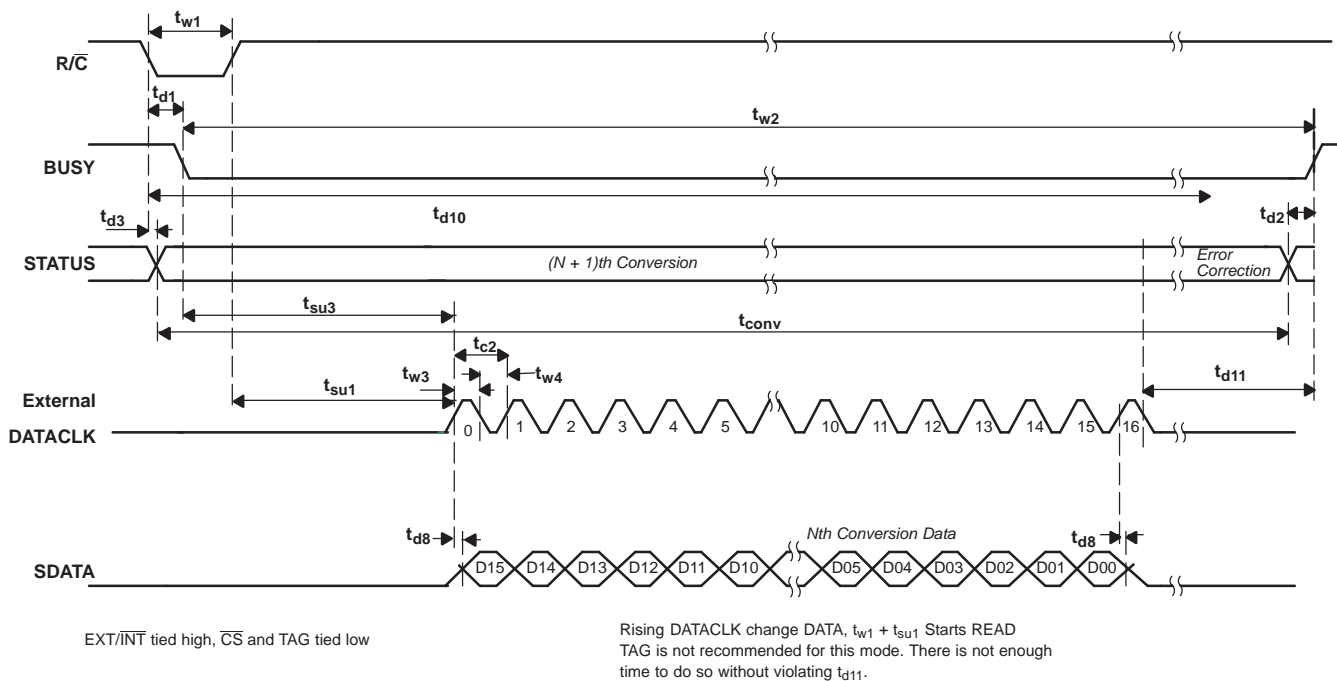 tw1
R/C̅
td1
tw2
BUSY
td3
td10
td2
STATUS
(N + 1)th Conversion
Error
Correction
tsu3
tconv
tc2
tw3
tw4
tsu1
td11
External
DATACLK
0 1 2 3 4 5 10 11 12 13 14 15 16
Nth Conversion Data
td8
td8
SDATA
D15 D14 D13 D12 D11 D10 D05 D04 D03 D02 D01 D00
EXT/I̅N̅T̅ tied high, C̅S̅ and TAG tied low
Rising DATACLK change DATA, tw1 + tsu1 Starts READ
TAG is not recommended for this mode. There is not enough
time to do so without violating td11.